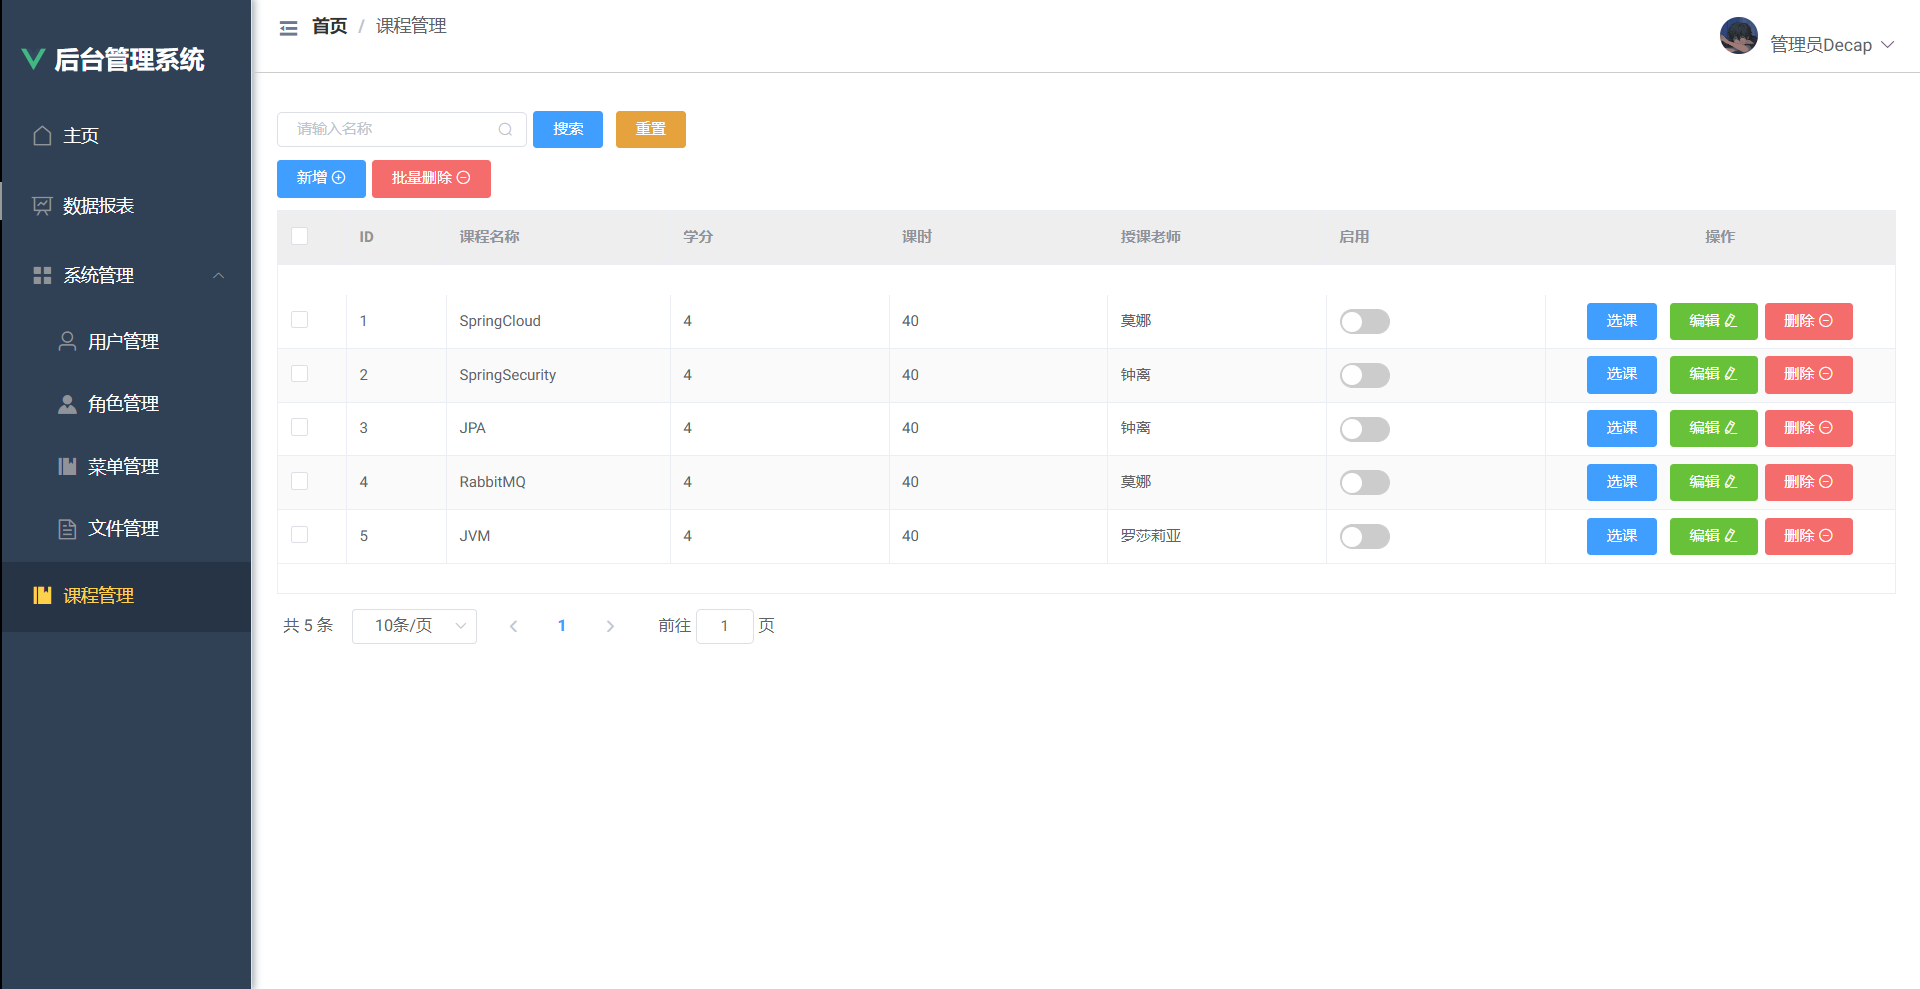 后台管理系统
主页
数据报表
系统管理
用户管理
角色管理
菜单管理
文件管理
课程管理
首页 / 课程管理
管理员Decap
请输入名称 搜索 重置
新增 批量删除
ID 课程名称 学分 课时 授课老师 启用 操作
1 SpringCloud 4 40 莫娜 选课 编辑 删除
2 SpringSecurity 4 40 钟离 选课 编辑 删除
3 JPA 4 40 钟离 选课 编辑 删除
4 RabbitMQ 4 40 莫娜 选课 编辑 删除
5 JVM 4 40 罗莎莉亚 选课 编辑 删除
共 5 条 10条/页 1 前往 1 页